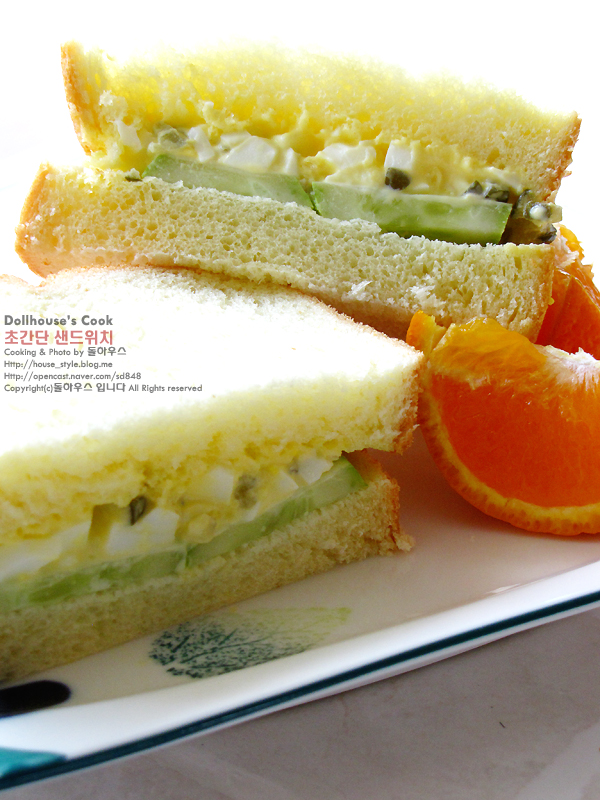 Dollhouse's Cook
초간단 샌드위치
Cooking & Photo by 돌아우스
Http://house_style.blog.me
Http://opencast.naver.com/sd848
Copyright(c)돌아우스 입니다 All Rights reserved